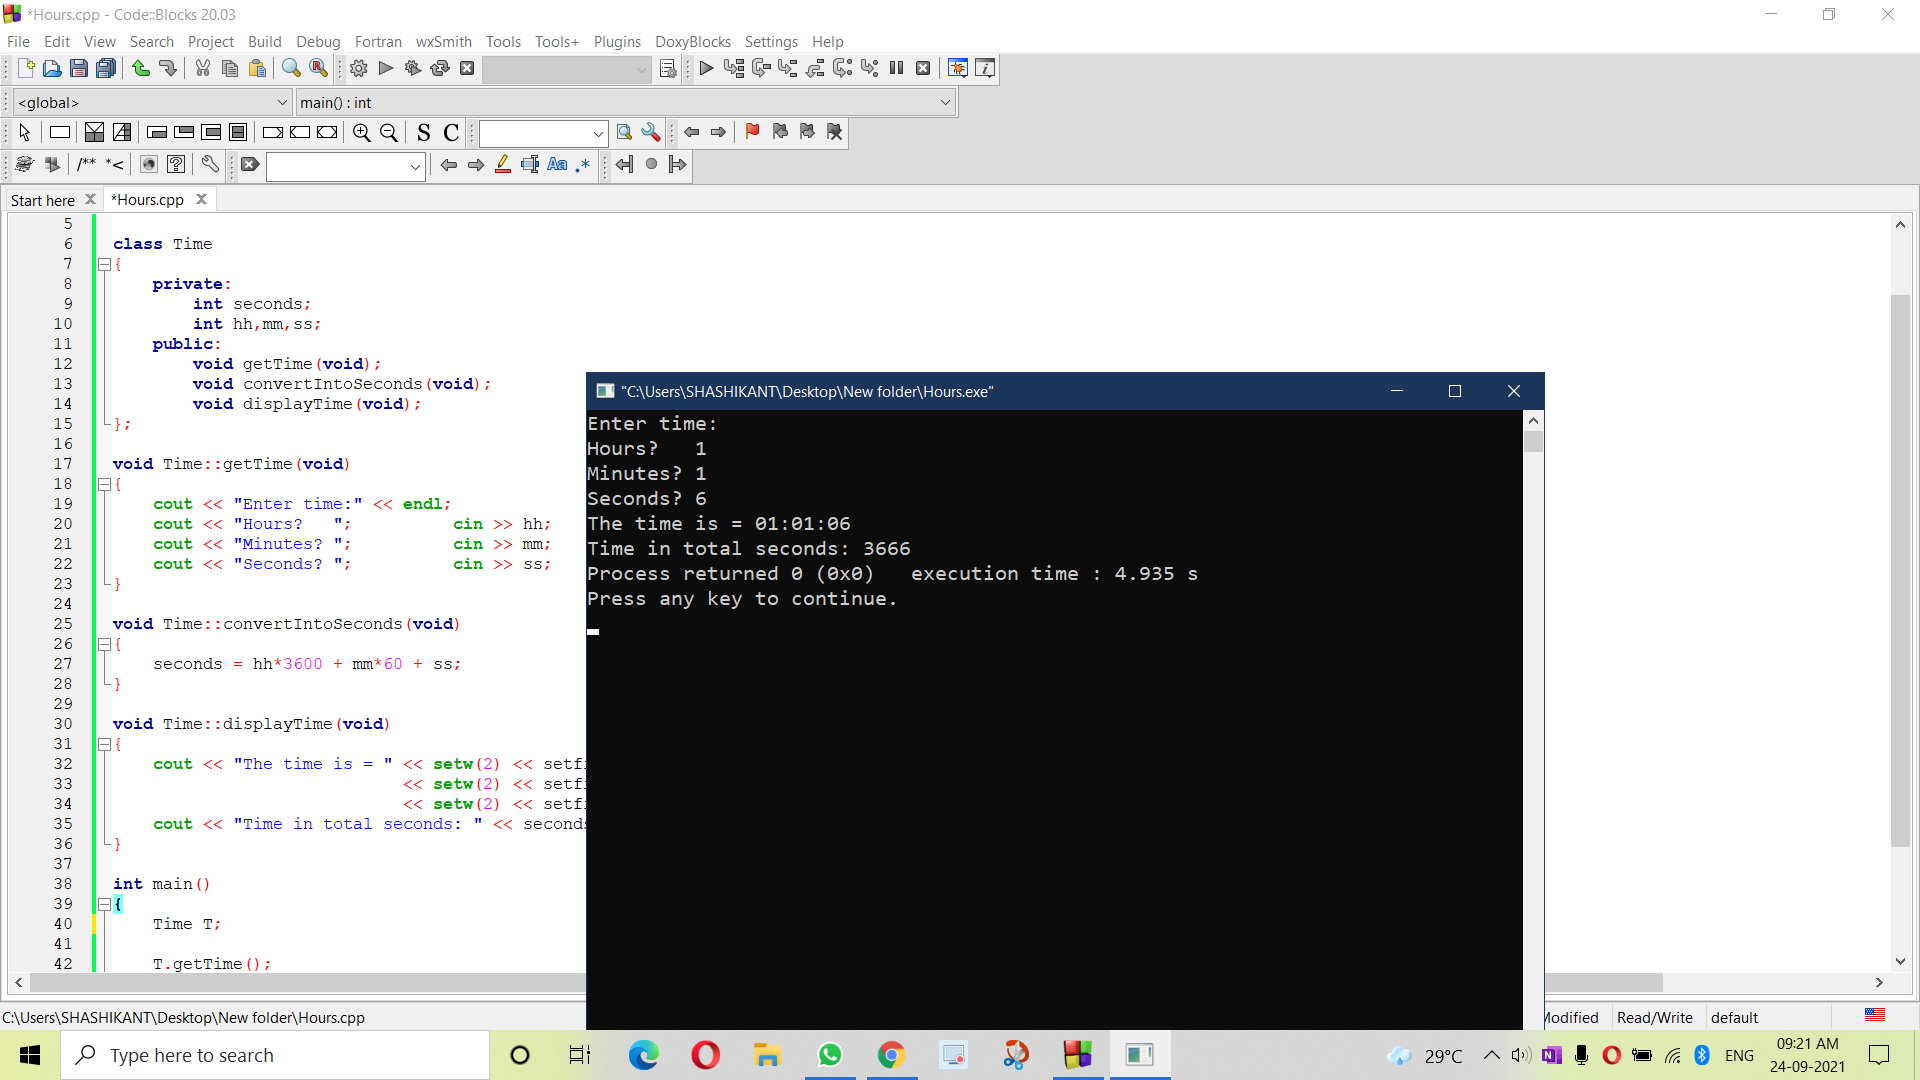 *Hours.cpp - Code::Blocks 20.03
File Edit View Search Project Build Debug Fortran wxSmith Tools Tools+ Plugins DoxyBlocks Settings Help
<global> main() : int
S C
/** *< Aa .*
Start here *Hours.cpp
5
6 class Time
7 {
8 private:
9 int seconds;
10 int hh,mm,ss;
11 public:
12 void getTime(void);
13 void convertIntoSeconds(void);
14 void displayTime(void);
15 };
16
17 void Time::getTime(void)
18 {
19 cout << "Enter time:" << endl;
20 cout << "Hours?   "; cin >> hh;
21 cout << "Minutes? "; cin >> mm;
22 cout << "Seconds? "; cin >> ss;
23 }
24
25 void Time::convertIntoSeconds(void)
26 {
27 seconds = hh*3600 + mm*60 + ss;
28 }
29
30 void Time::displayTime(void)
31 {
32 cout << "The time is = " << setw(2) << setf
33 << setw(2) << setf
34 << setw(2) << setf
35 cout << "Time in total seconds: " << second
36 }
37
38 int main()
39 {
40 Time T;
41
42 T.getTime();
"C:\Users\SHASHIKANT\Desktop\New folder\Hours.exe"
Enter time:
Hours?   1
Minutes? 1
Seconds? 6
The time is = 01:01:06
Time in total seconds: 3666
Process returned 0 (0x0)   execution time : 4.935 s
Press any key to continue.
C:\Users\SHASHIKANT\Desktop\New folder\Hours.cpp Modified Read/Write default
Type here to search 29°C ENG 09:21 AM
24-09-2021